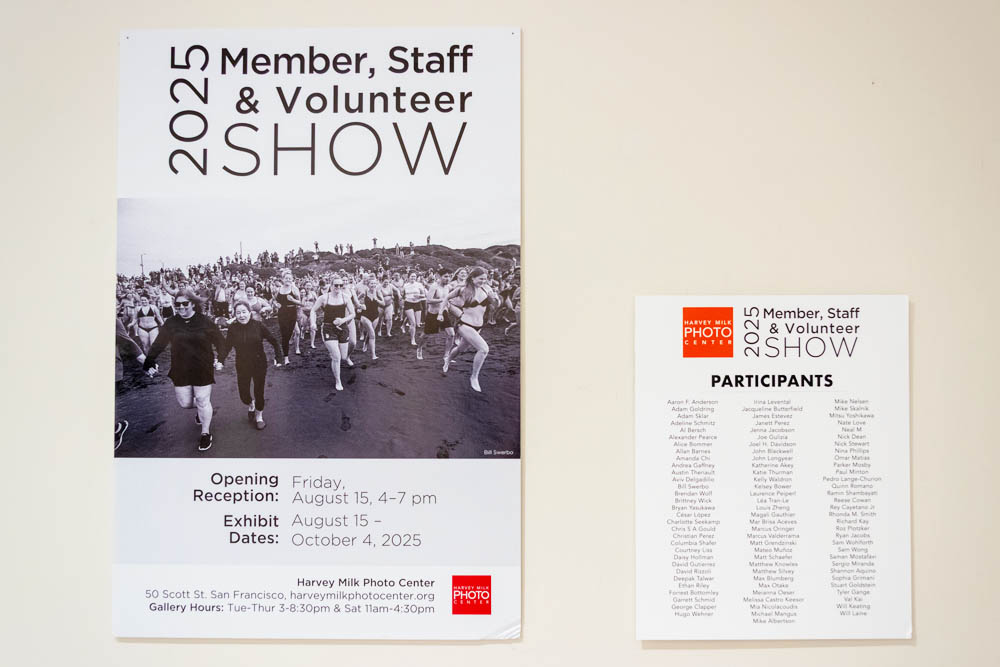 2025
Member, Staff
& Volunteer
SHOW
Bill Swerbo
Opening
Reception:
Friday,
August 15, 4–7 pm
Exhibit
Dates:
August 15 –
October 4, 2025
Harvey Milk Photo Center
50 Scott St. San Francisco, harveymilkphotocenter.org
Gallery Hours: Tue-Thur 3-8:30pm & Sat 11am-4:30pm
HARVEY MILK
PHOTO
CENTER
HARVEY MILK
PHOTO
CENTER
2025
Member, Staff
& Volunteer
SHOW
PARTICIPANTS
Aaron F. Anderson
Adam Goldring
Adam Sklar
Adeline Schmitz
Al Bersch
Alexander Pearce
Alice Bommer
Allan Barnes
Amanda Chi
Andrea Gaffney
Austin Theriault
Aviv Delgadillo
Bill Swerbo
Brendan Wolf
Brittney Wick
Bryan Yasukawa
César López
Charlotte Seekamp
Chris S A Gould
Christian Perez
Columbia Shafer
Courtney Liss
Daisy Hollman
David Gutierrez
David Rizzoli
Deepak Talwar
Ethan Riley
Forrest Bottomley
Garrett Schmid
George Clapper
Hugo Wehner
Irina Levental
Jacqueline Butterfield
James Estevez
Janett Perez
Jenna Jacobson
Joe Gulizia
Joel H. Davidson
John Blackwell
John Longyear
Katherine Akey
Katie Thurman
Kelly Waldron
Kelsey Bower
Laurence Peiperl
Léa Tran-Le
Louis Zheng
Magali Gauthier
Mar Brisa Aceves
Marcus Oringer
Marcus Valderrama
Matt Grendzinski
Mateo Muñoz
Matt Schaefer
Matthew Knowles
Matthew Silvey
Max Blumberg
Max Otake
Meranna Oeser
Melissa Castro Keesor
Mia Nicolacoudis
Michael Mangus
Mike Albertson
Mike Nelsen
Mike Skalnik
Mitsu Yoshikawa
Nate Love
Neal M
Nick Dean
Nick Stewart
Nina Phillips
Omar Matias
Parker Mosby
Paul Minton
Pedro Lange-Churion
Quinn Romano
Ramin Shambayati
Reese Cowan
Rey Cayetano Jr
Rhonda M. Smith
Richard Kay
Roz Plotzker
Ryan Jacobs
Sam Wohlforth
Sam Wong
Saman Mostafavi
Sergio Miranda
Shannon Aquino
Sophia Grimani
Stuart Goldstein
Tyler Gange
Val Kai
Will Keating
Will Laine